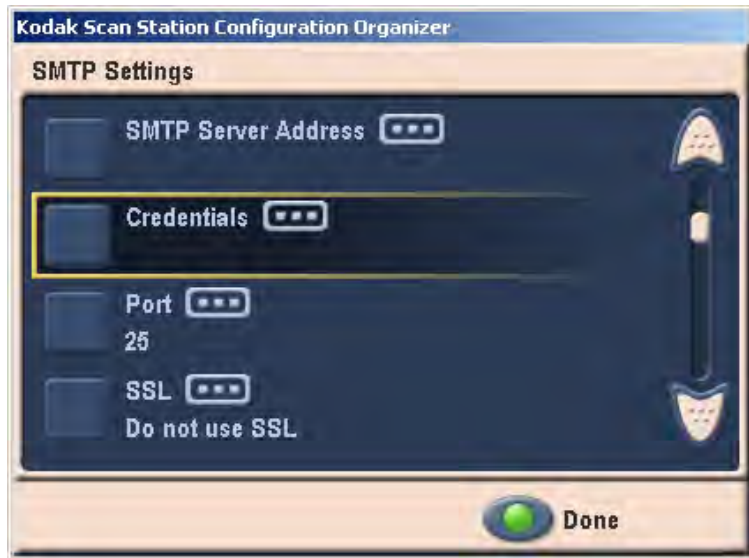 Kodak Scan Station Configuration Organizer
SMTP Settings
SMTP Server Address
Credentials
Port
25
SSL
Do not use SSL
Done